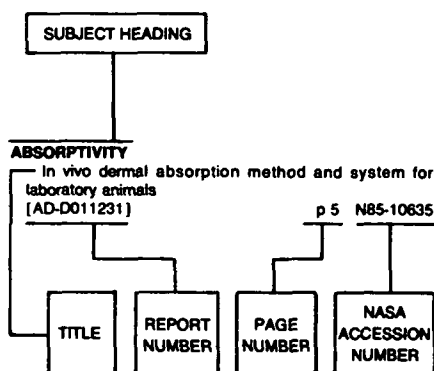 SUBJECT HEADING
ABSORPTIVITY
In vivo dermal absorption method and system for
laboratory animals
[AD-D011231] p 5 N85-10635
TITLE
REPORT
NUMBER
PAGE
NUMBER
NASA
ACCESSION
NUMBER